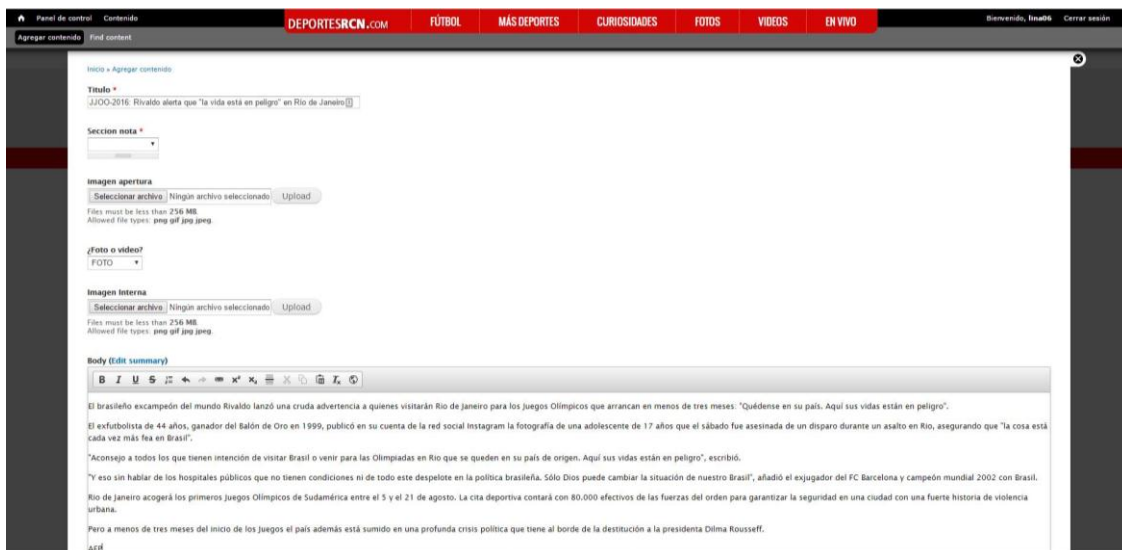 Panel de control Contenido
DEPORTESRCN.COM FÚTBOL MÁS DEPORTES CURIOSIDADES FOTOS VIDEOS EN VIVO
Bienvenido, lina06 Cerrar sesión
Agregar contenido Find content
Inicio » Agregar contenido
Titulo *
JJOO-2016: Rivaldo alerta que "la vida está en peligro" en Rio de Janeiro
Seccion nota *
Imagen apertura
Seleccionar archivo Ningún archivo seleccionado Upload
Files must be less than 256 MB.
Allowed file types: png gif jpg jpeg.
¿Foto o video?
FOTO
Imagen Interna
Seleccionar archivo Ningún archivo seleccionado Upload
Files must be less than 256 MB.
Allowed file types: png gif jpg jpeg.
Body (Edit summary)
B I U S x² x₂ Tx
El brasileño excampeón del mundo Rivaldo lanzó una cruda advertencia a quienes visitarán Rio de Janeiro para los Juegos Olímpicos que arrancan en menos de tres meses: "Quédense en su país. Aquí sus vidas están en peligro".
El exfutbolista de 44 años, ganador del Balón de Oro en 1999, publicó en su cuenta de la red social Instagram la fotografía de una adolescente de 17 años que el sábado fue asesinada de un disparo durante un asalto en Rio, asegurando que "la cosa está
cada vez más fea en Brasil".
"Aconsejo a todos los que tienen intención de visitar Brasil o venir para las Olimpiadas en Rio que se queden en su país de origen. Aquí sus vidas están en peligro", escribió.
"Y eso sin hablar de los hospitales públicos que no tienen condiciones ni de todo este despelote en la política brasileña. Sólo Dios puede cambiar la situación de nuestro Brasil", añadió el exjugador del FC Barcelona y campeón mundial 2002 con Brasil.
Rio de Janeiro acogerá los primeros Juegos Olímpicos de Sudamérica entre el 5 y el 21 de agosto. La cita deportiva contará con 80.000 efectivos de las fuerzas del orden para garantizar la seguridad en una ciudad con una fuerte historia de violencia
urbana.
Pero a menos de tres meses del inicio de los Juegos el país además está sumido en una profunda crisis política que tiene al borde de la destitución a la presidenta Dilma Rousseff.